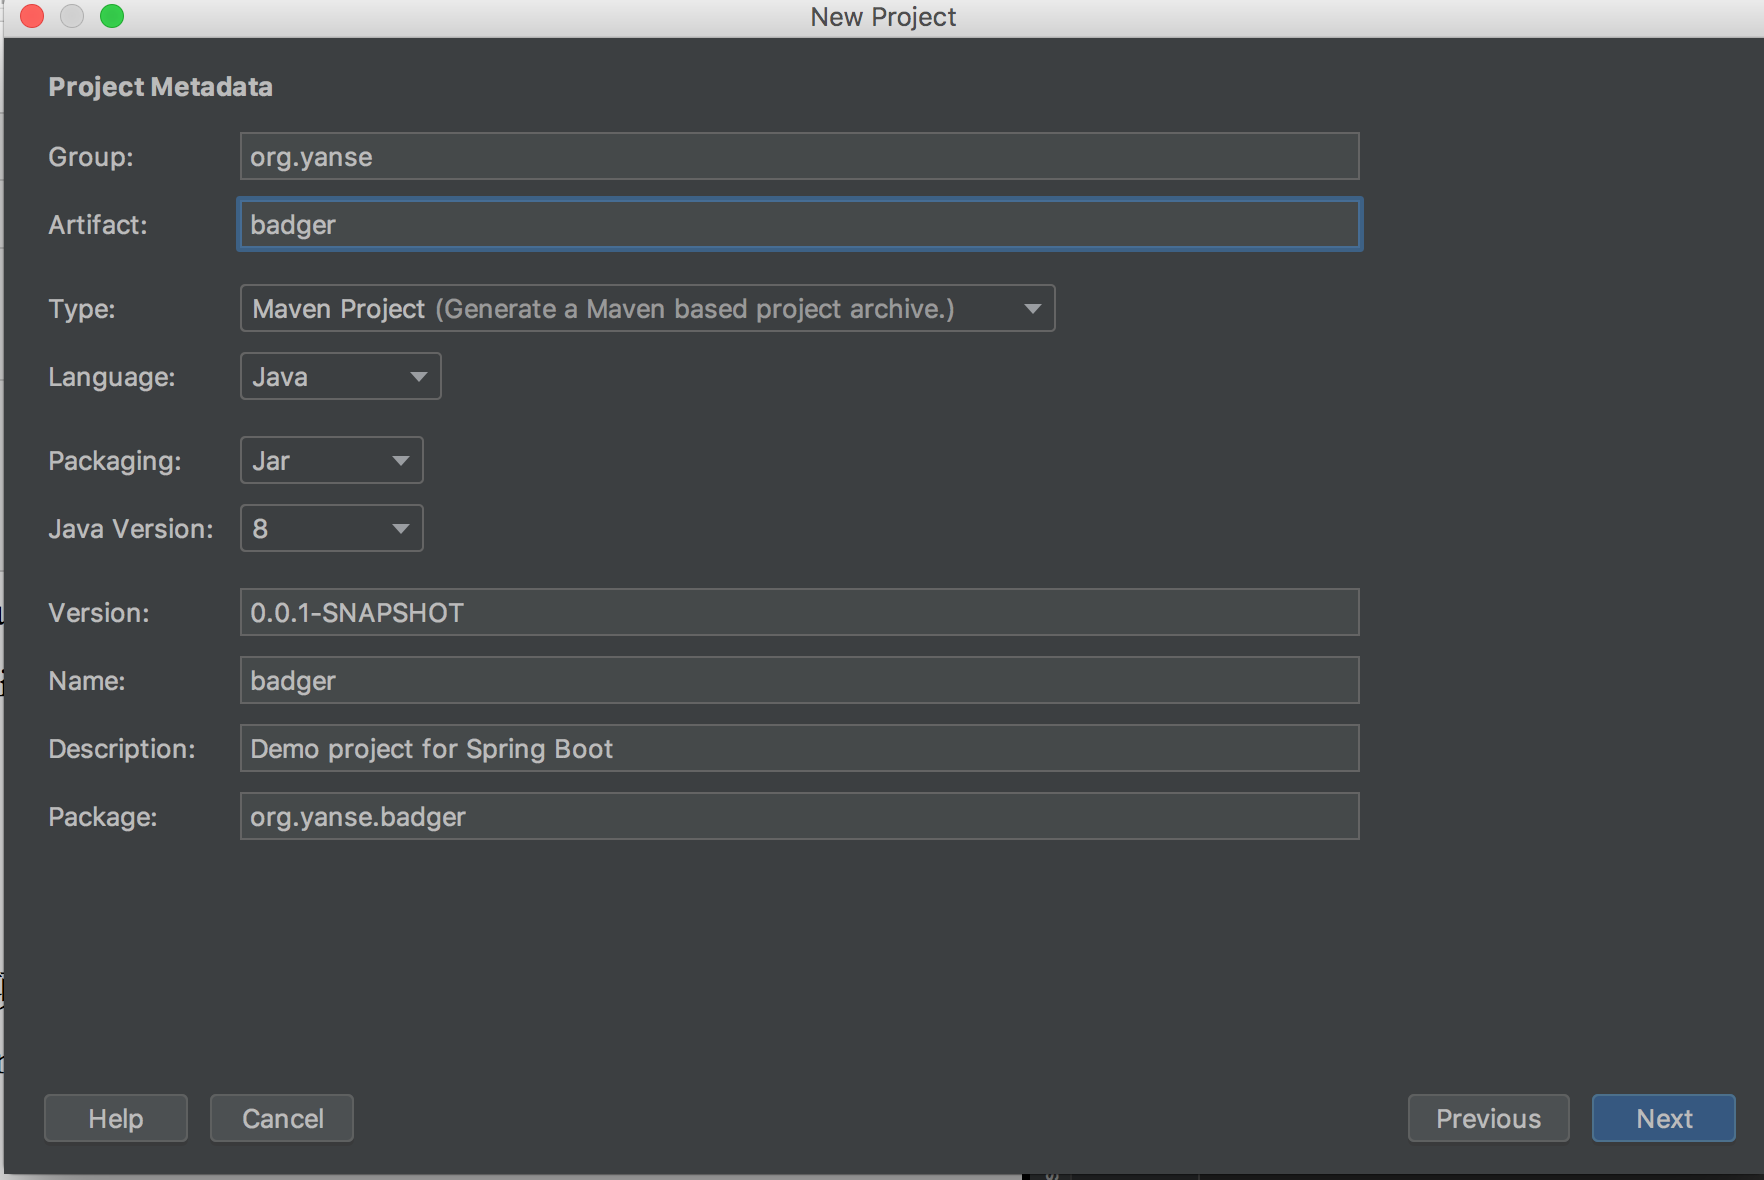 New Project
Project Metadata
Group: org.yanse
Artifact: badger
Type: Maven Project (Generate a Maven based project archive.)
Language: Java
Packaging: Jar
Java Version: 8
Version: 0.0.1-SNAPSHOT
Name: badger
Description: Demo project for Spring Boot
Package: org.yanse.badger
Help Cancel Previous Next